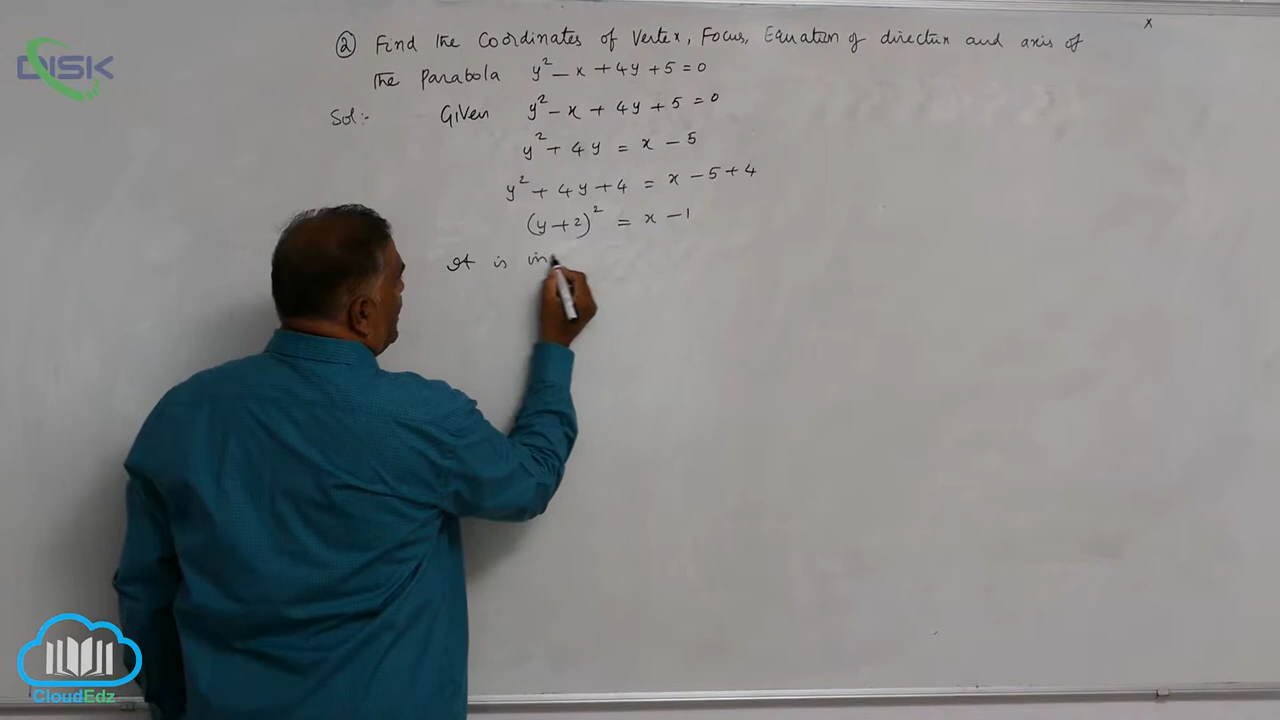 DISK
x
② Find the Coordinates of Vertex, Focus, Equation of directrix and axis of
the Parabola y² - x + 4y + 5 = 0
Sol:- Given y² - x + 4y + 5 = 0
y² + 4y = x - 5
y² + 4y + 4 = x - 5 + 4
(y + 2)² = x - 1
It is in
CloudEdz